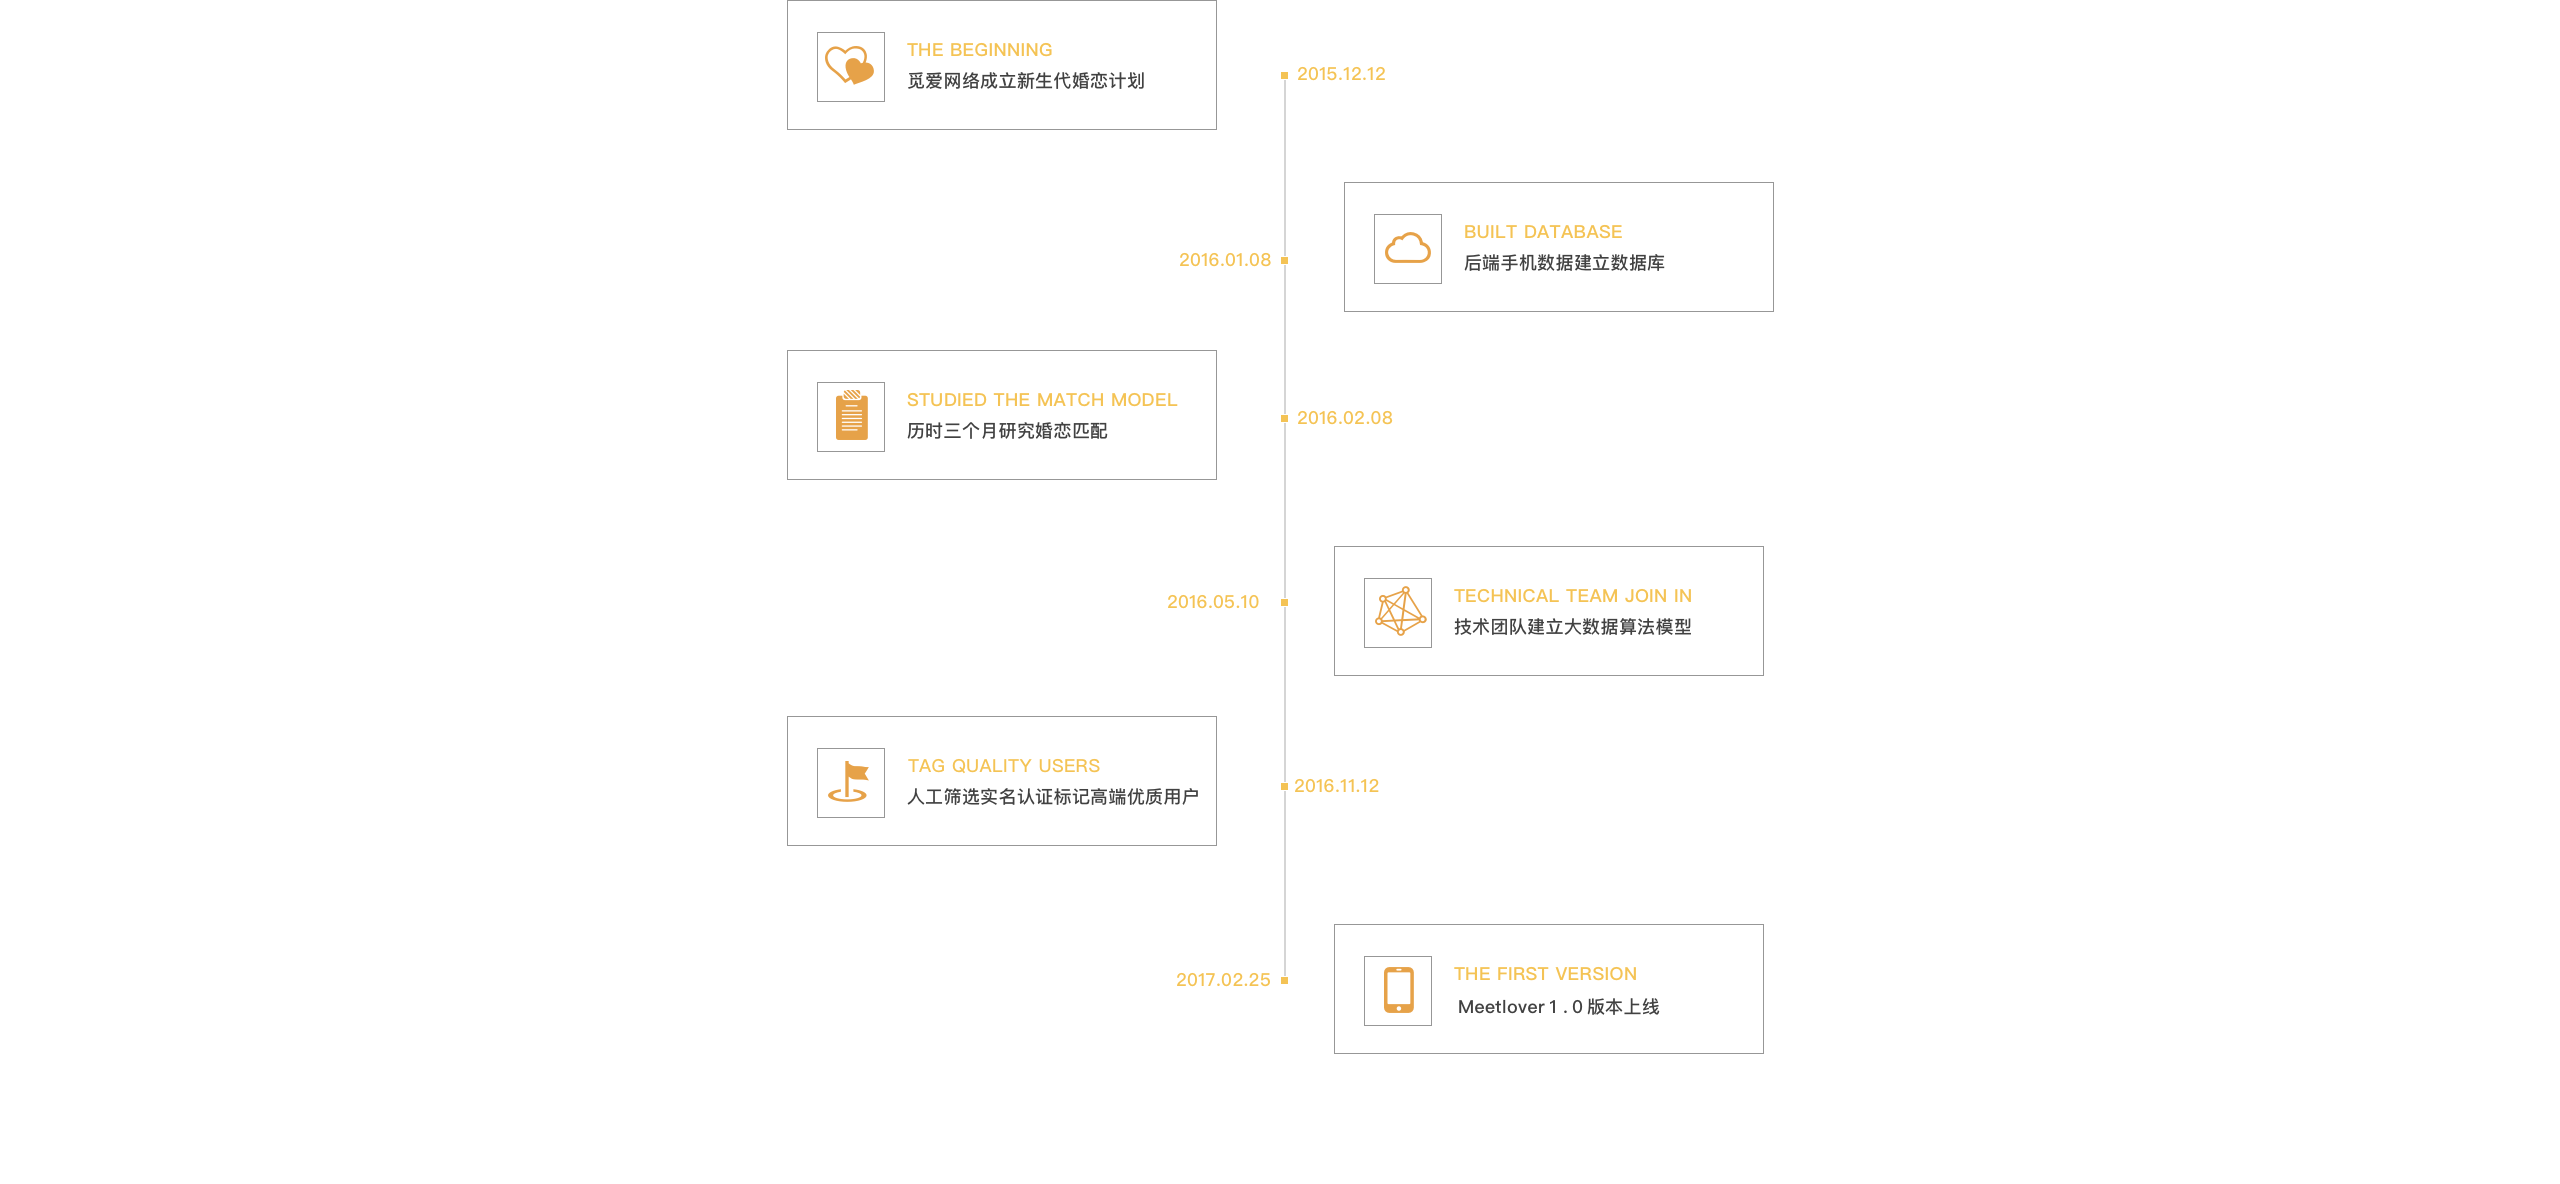 THE BEGINNING
觅爱网络成立新生代婚恋计划
2015.12.12
BUILT DATABASE
后端手机数据建立数据库
2016.01.08
STUDIED THE MATCH MODEL
历时三个月研究婚恋匹配
2016.02.08
TECHNICAL TEAM JOIN IN
技术团队建立大数据算法模型
2016.05.10
TAG QUALITY USERS
人工筛选实名认证标记高端优质用户
2016.11.12
THE FIRST VERSION
Meetlover 1 . 0 版本上线
2017.02.25